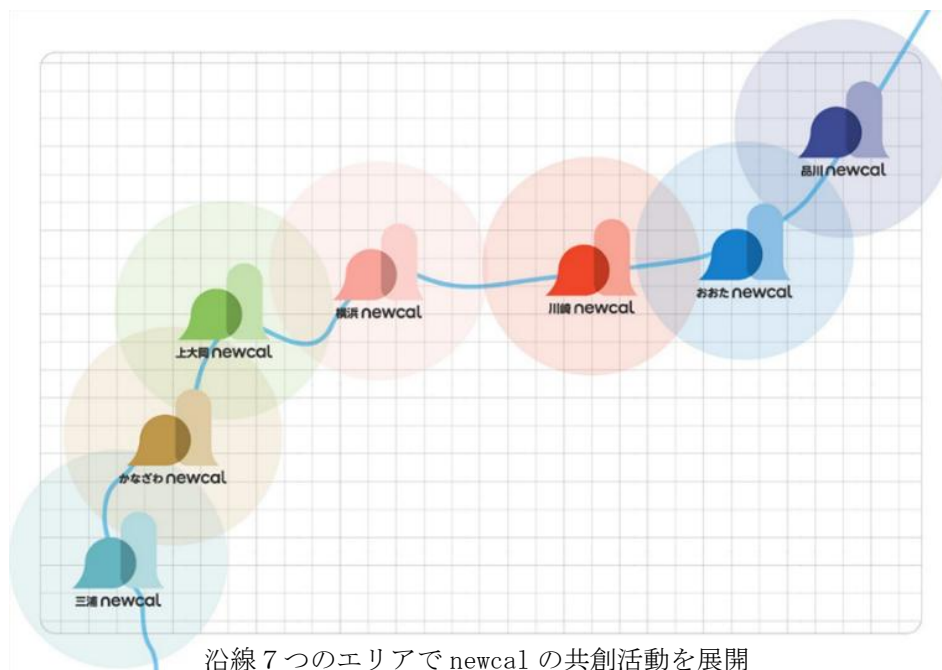 品川newcal
おおたnewcal
川崎newcal
横浜newcal
上大岡newcal
かなざわnewcal
三浦newcal
沿線７つのエリアでnewcalの共創活動を展開